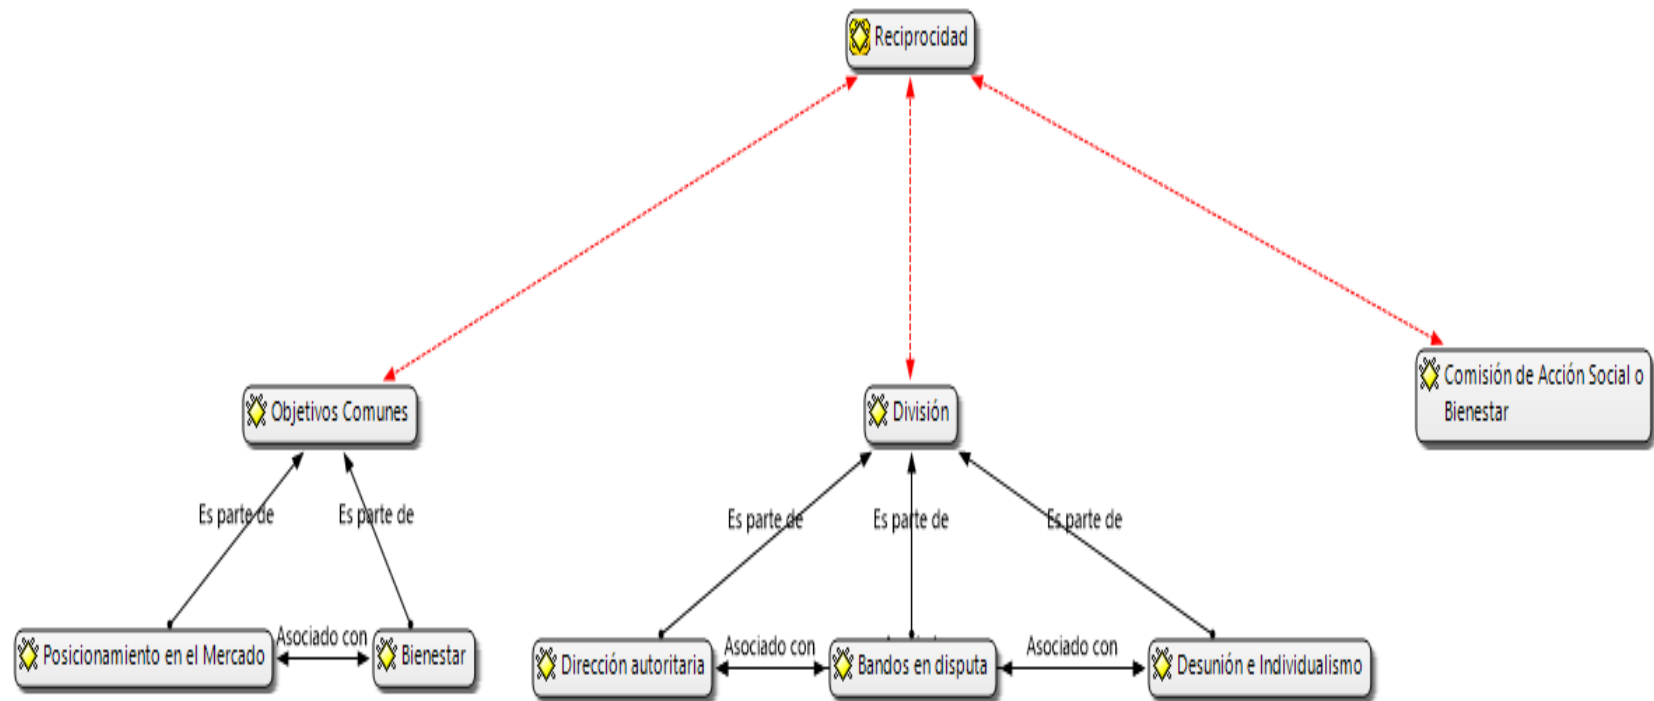 Reciprocidad
Comisión de Acción Social o
Bienestar
Objetivos Comunes
División
Es parte de
Es parte de
Es parte de
Es parte de
Es parte de
Asociado con
Asociado con
Asociado con
Posicionamiento en el Mercado
Bienestar
Dirección autoritaria
Bandos en disputa
Desunión e Individualismo